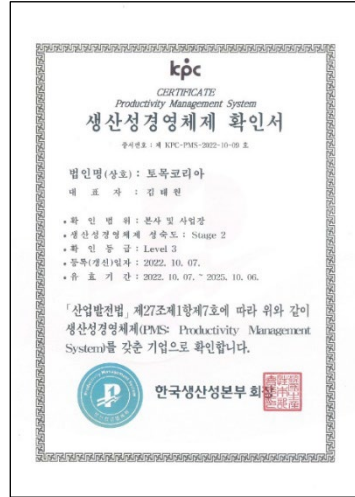 kpc
CERTIFICATE
Productivity Management System
생산성경영체제 확인서
증서번호 : 제 KPC-PMS-2022-10-09 호
법인명(상호) : 토목코리아
대 표 자 : 김태헌
• 확 인 범 위 : 본사 및 사업장
• 생산성경영체제 성숙도 : Stage 2
• 확 인 등 급 : Level 3
• 등록(갱신)일자 : 2022. 10. 07.
• 유 효 기 간 : 2022. 10. 07. ~ 2025. 10. 06.
「산업발전법」 제27조제1항제7호에 따라 위와 같이
생산성경영체제(PMS: Productivity Management
System)를 갖춘 기업으로 확인합니다.
Productivity Management System
한국생산성본부 회장